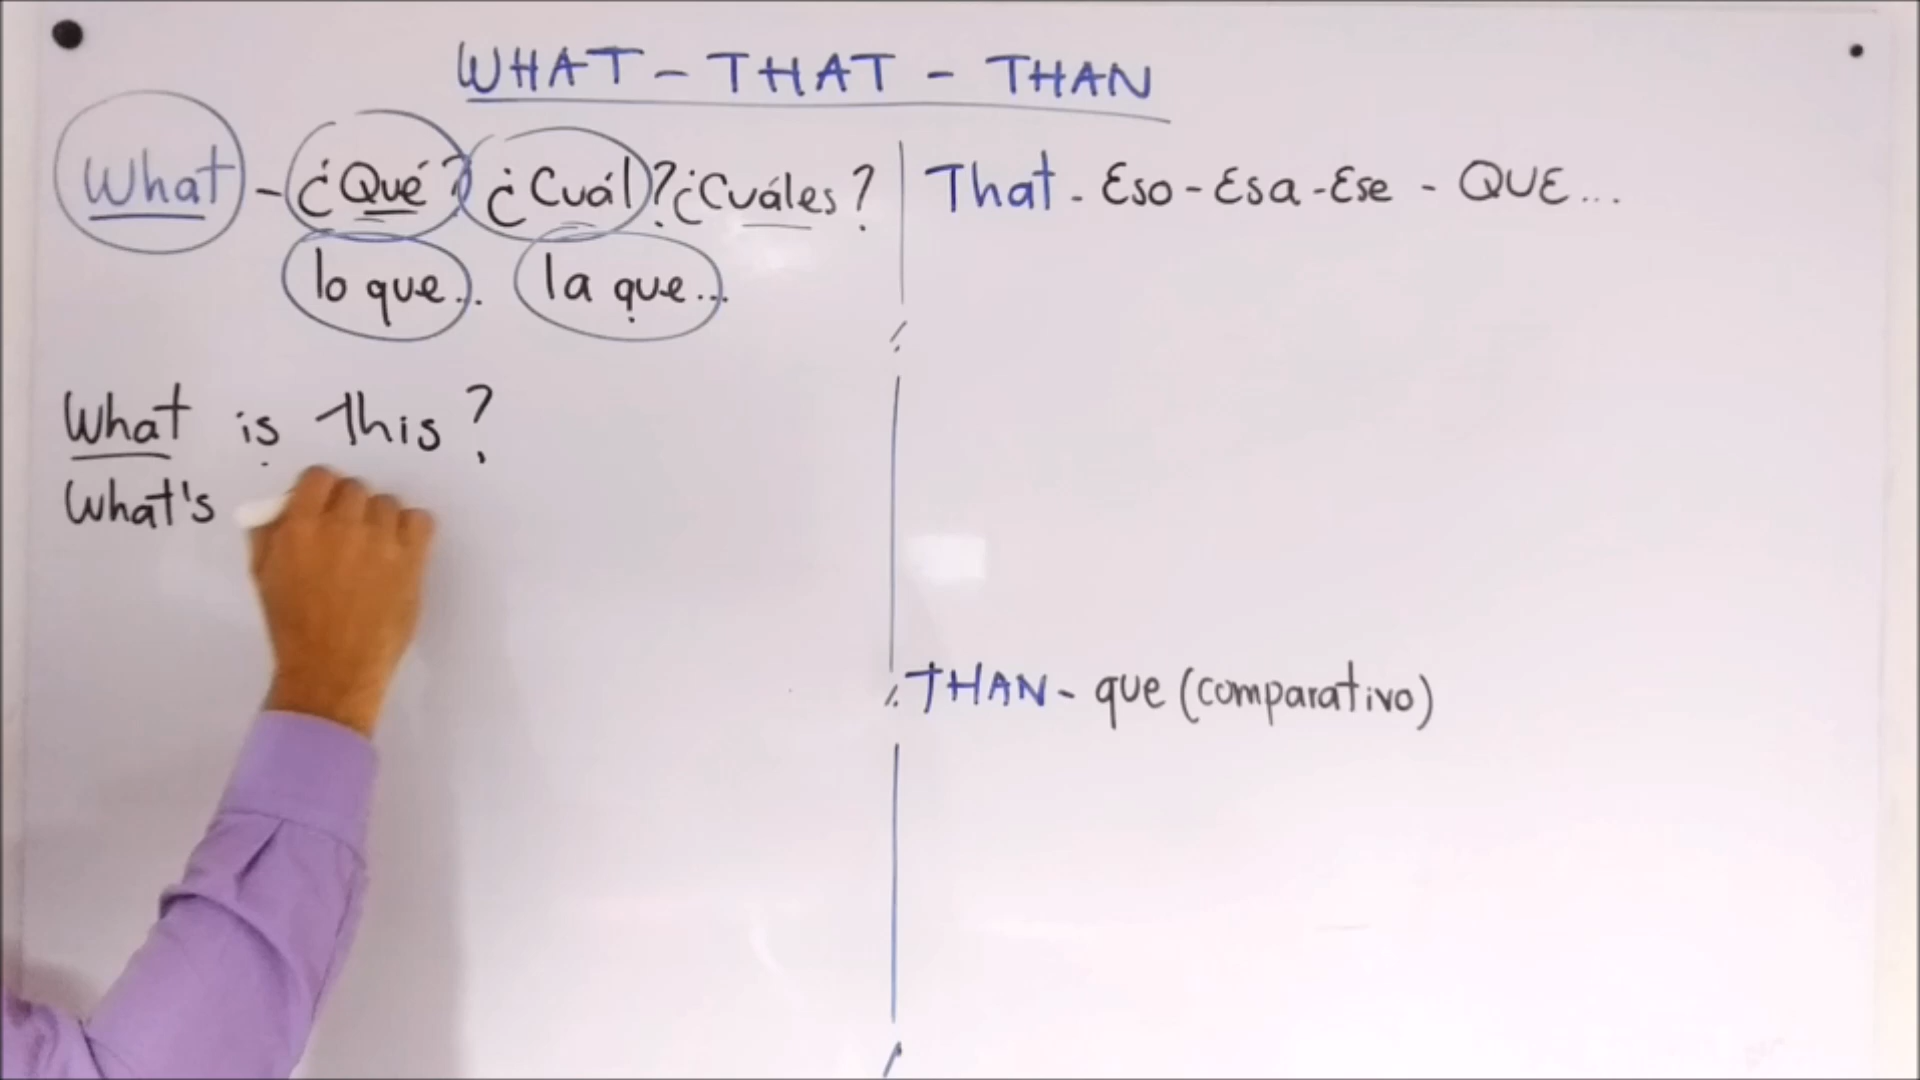 WHAT - THAT - THAN
What - ¿Qué? ¿Cuál? ¿Cuáles?
lo que... la que...
What is this?
What's
That - Eso - Esa - Ese - QUE...
THAN - que (comparativo)